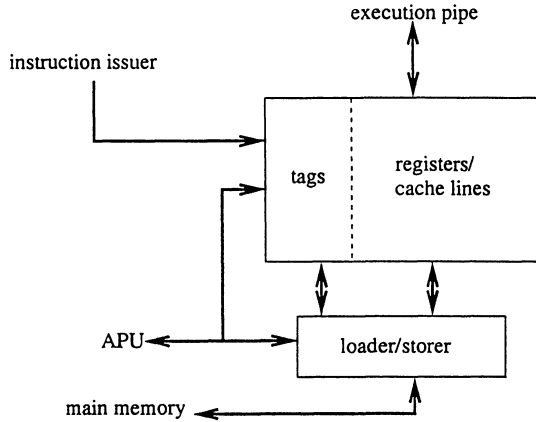 execution pipe
instruction issuer
tags
registers/
cache lines
APU
loader/storer
main memory